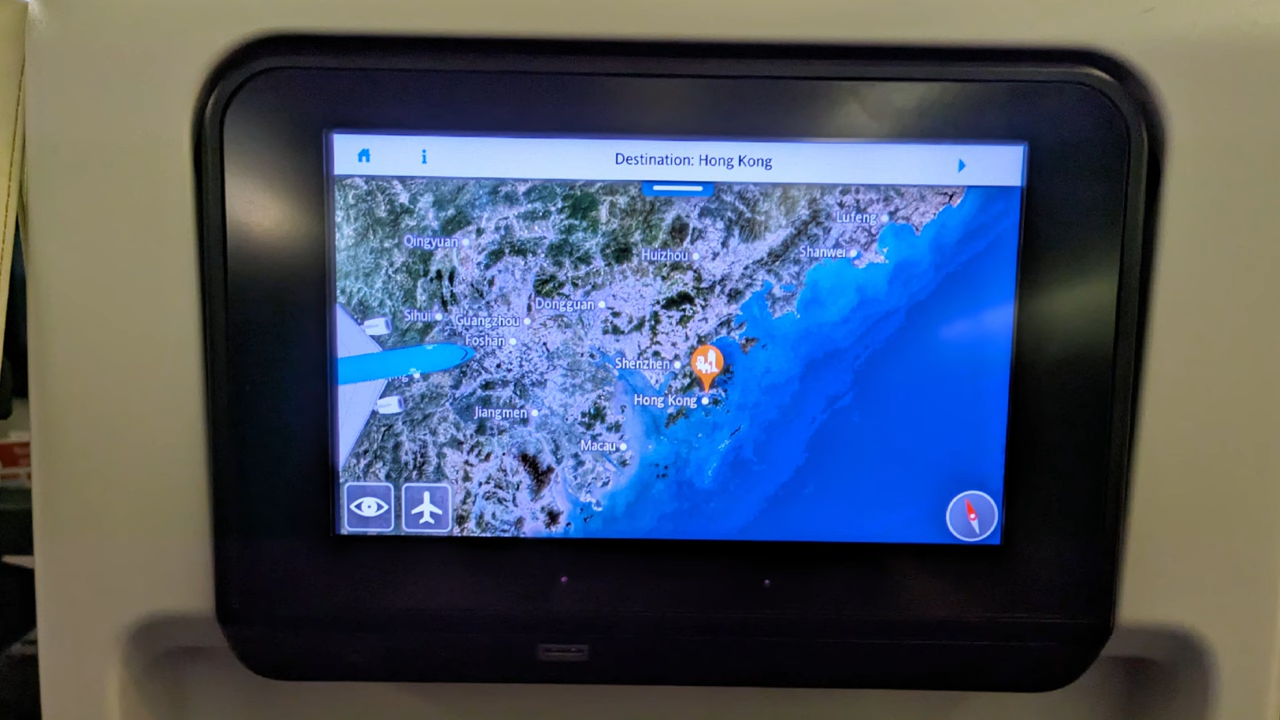 Destination: Hong Kong
Lufeng
Qingyuan
Huizhou
Shanwei
Dongguan
Sihui
Guangzhou
Foshan
Shenzhen
Hong Kong
Jiangmen
Macau